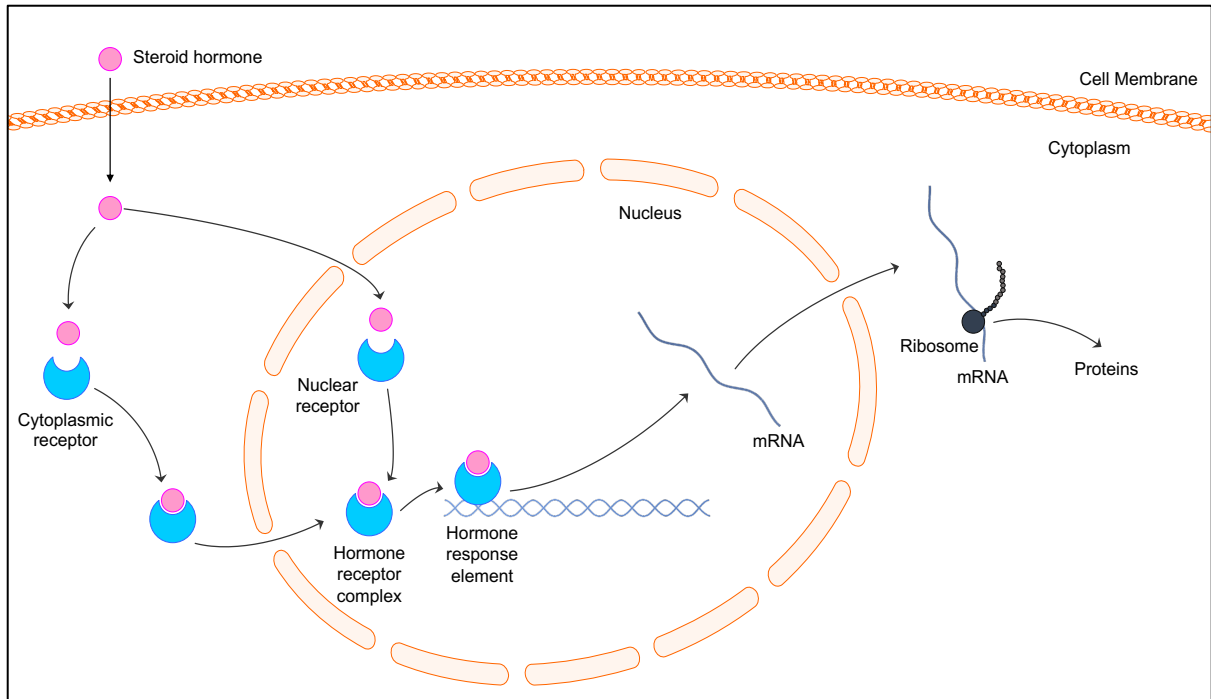 Steroid hormone
Cell Membrane
Cytoplasm
Nucleus
Ribosome
mRNA
Proteins
Nuclear
receptor
Cytoplasmic
receptor
mRNA
Hormone
receptor
complex
Hormone
response
element